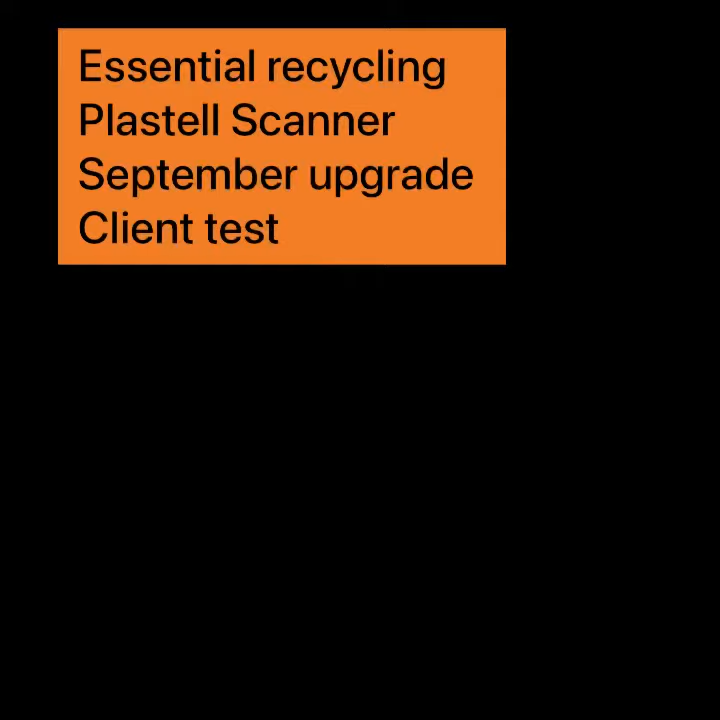 Essential recycling
Plastell Scanner
September upgrade
Client test